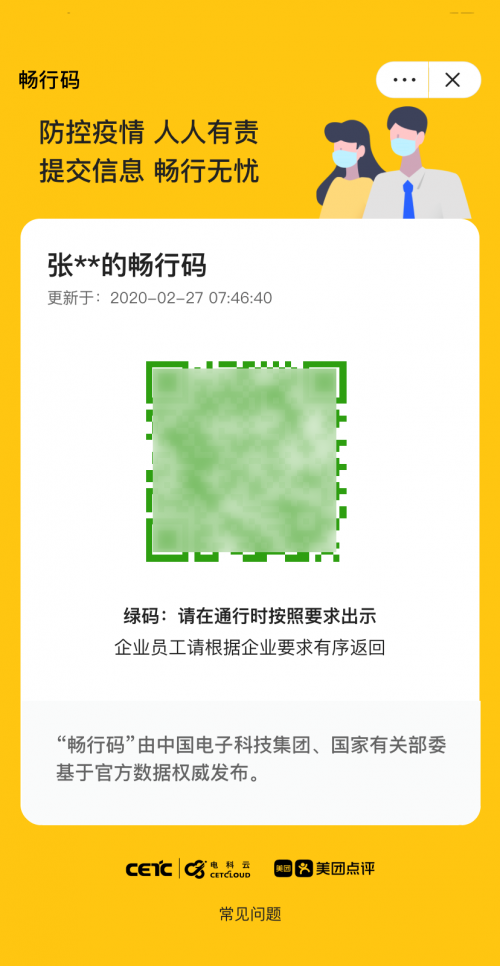 畅行码
防控疫情 人人有责
提交信息 畅行无忧
张**的畅行码
更新于：2020-02-27 07:46:40
绿码：请在通行时按照要求出示
企业员工请根据企业要求有序返回
“畅行码”由中国电子科技集团、国家有关部委
基于官方数据权威发布。
CETC 电科云 CETCLOUD 美团 美团点评
常见问题